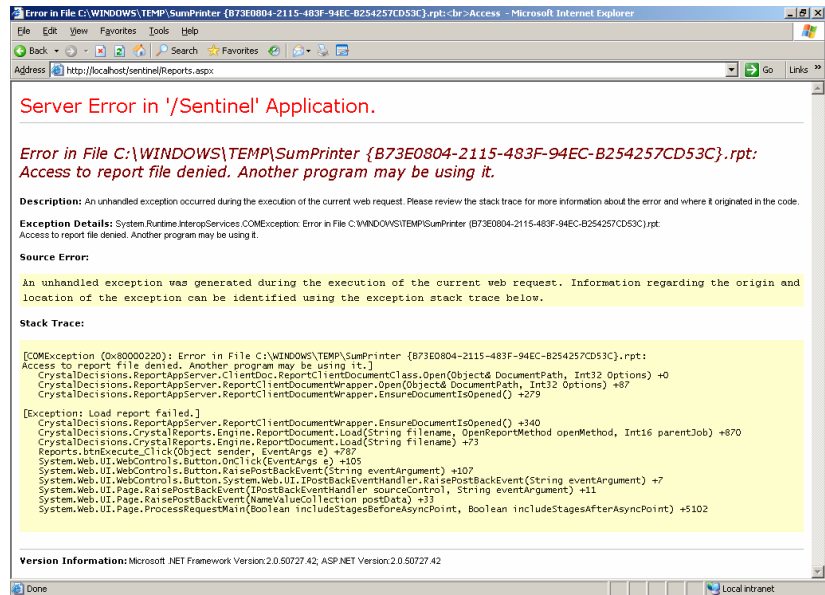 Error in File C:\WINDOWS\TEMP\SumPrinter {B73E0804-2115-483F-94EC-B254257CD53C}.rpt:<br>Access - Microsoft Internet Explorer
File Edit View Favorites Tools Help
Back Search Favorites
Address http://localhost/sentinel/Reports.aspx Go Links »
Server Error in '/Sentinel' Application.
Error in File C:\WINDOWS\TEMP\SumPrinter {B73E0804-2115-483F-94EC-B254257CD53C}.rpt:
Access to report file denied. Another program may be using it.
Description: An unhandled exception occurred during the execution of the current web request. Please review the stack trace for more information about the error and where it originated in the code.
Exception Details: System.Runtime.InteropServices.COMException: Error in File C:\WINDOWS\TEMP\SumPrinter {B73E0804-2115-483F-94EC-B254257CD53C}.rpt:
Access to report file denied. Another program may be using it.
Source Error:
An unhandled exception was generated during the execution of the current web request. Information regarding the origin and
location of the exception can be identified using the exception stack trace below.
Stack Trace:
[COMException (0x80000220): Error in File C:\WINDOWS\TEMP\SumPrinter {B73E0804-2115-483F-94EC-B254257CD53C}.rpt:
Access to report file denied. Another program may be using it.]
CrystalDecisions.ReportAppServer.ClientDoc.ReportClientDocumentClass.Open(Object& DocumentPath, Int32 Options) +0
CrystalDecisions.ReportAppServer.ReportClientDocumentWrapper.Open(Object& DocumentPath, Int32 Options) +87
CrystalDecisions.ReportAppServer.ReportClientDocumentWrapper.EnsureDocumentIsOpened() +279
[Exception: Load report failed.]
CrystalDecisions.ReportAppServer.ReportClientDocumentWrapper.EnsureDocumentIsOpened() +340
CrystalDecisions.CrystalReports.Engine.ReportDocument.Load(String filename, OpenReportMethod openMethod, Int16 parentJob) +870
CrystalDecisions.CrystalReports.Engine.ReportDocument.Load(String filename) +73
Reports.btnExecute_Click(Object sender, EventArgs e) +787
System.Web.UI.WebControls.Button.OnClick(EventArgs e) +105
System.Web.UI.WebControls.Button.RaisePostBackEvent(String eventArgument) +107
System.Web.UI.WebControls.Button.System.Web.UI.IPostBackEventHandler.RaisePostBackEvent(String eventArgument) +7
System.Web.UI.Page.RaisePostBackEvent(IPostBackEventHandler sourceControl, String eventArgument) +11
System.Web.UI.Page.RaisePostBackEvent(NameValueCollection postData) +33
System.Web.UI.Page.ProcessRequestMain(Boolean includeStagesBeforeAsyncPoint, Boolean includeStagesAfterAsyncPoint) +5102
Version Information: Microsoft .NET Framework Version:2.0.50727.42; ASP.NET Version:2.0.50727.42
Done Local intranet